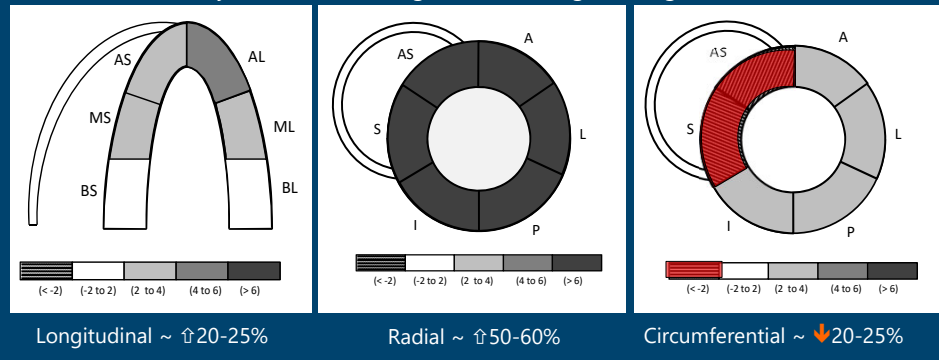 AS
AL
MS
ML
BS
BL
(< -2)
(-2 to 2)
(2 to 4)
(4 to 6)
(> 6)
Longitudinal ~ ⇧20-25%
AS
A
S
L
I
P
(< -2)
(-2 to 2)
(2 to 4)
(4 to 6)
(> 6)
Radial ~ ⇧50-60%
AS
A
S
L
I
P
(< -2)
(-2 to 2)
(2 to 4)
(4 to 6)
(> 6)
Circumferential ~ 🡇20-25%